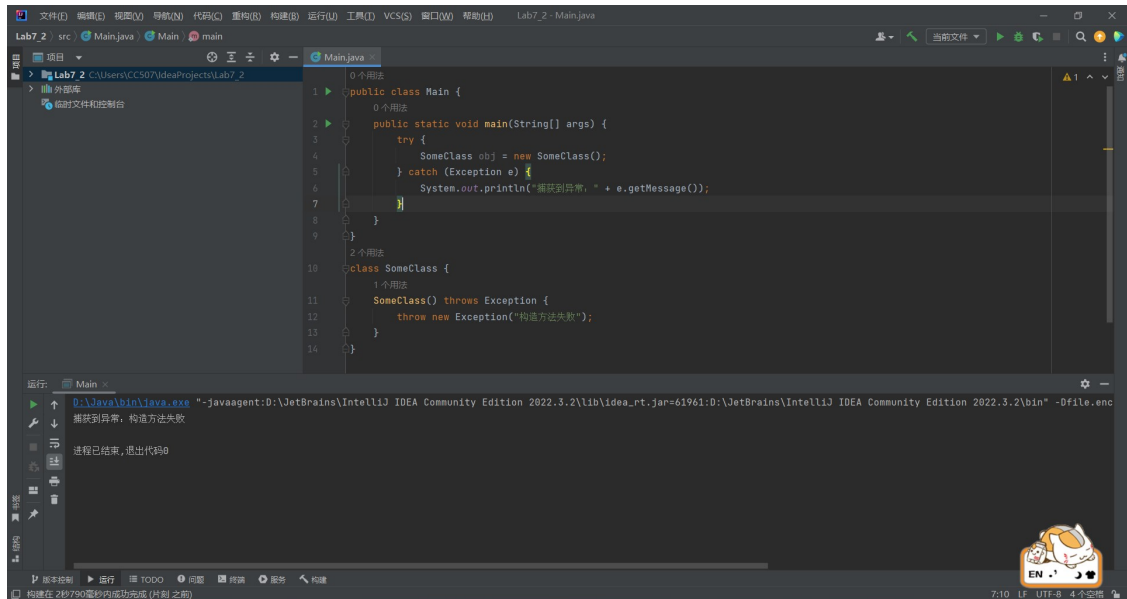 文件(F) 编辑(E) 视图(V) 导航(N) 代码(C) 重构(R) 构建(B) 运行(U) 工具(T) VCS(S) 窗口(W) 帮助(H) Lab7_2 - Main.java
Lab7_2 src Main.java Main main
当前文件
项目
Main.java
项目
通知
Lab7_2 C:\Users\CC507\IdeaProjects\Lab7_2
外部库
临时文件和控制台
1
0个用法
1 public class Main {
0个用法
2 public static void main(String[] args) {
3 try {
4 SomeClass obj = new SomeClass();
5 } catch (Exception e) {
6 System.out.println("捕获到异常：" + e.getMessage());
7 }
8 }
9 }
2个用法
10 class SomeClass {
1个用法
11 SomeClass() throws Exception {
12 throw new Exception("构造方法失败");
13 }
14 }
运行: Main
D:\Java\bin\java.exe "-javaagent:D:\JetBrains\IntelliJ IDEA Community Edition 2022.3.2\lib\idea_rt.jar=61961:D:\JetBrains\IntelliJ IDEA Community Edition 2022.3.2\bin" -Dfile.enc
捕获到异常：构造方法失败
进程已结束,退出代码0
书签
结构
EN
版本控制 运行 TODO 问题 终端 服务 构建
构建在 2秒790毫秒内成功完成 (片刻 之前)
7:10 LF UTF-8 4个空格